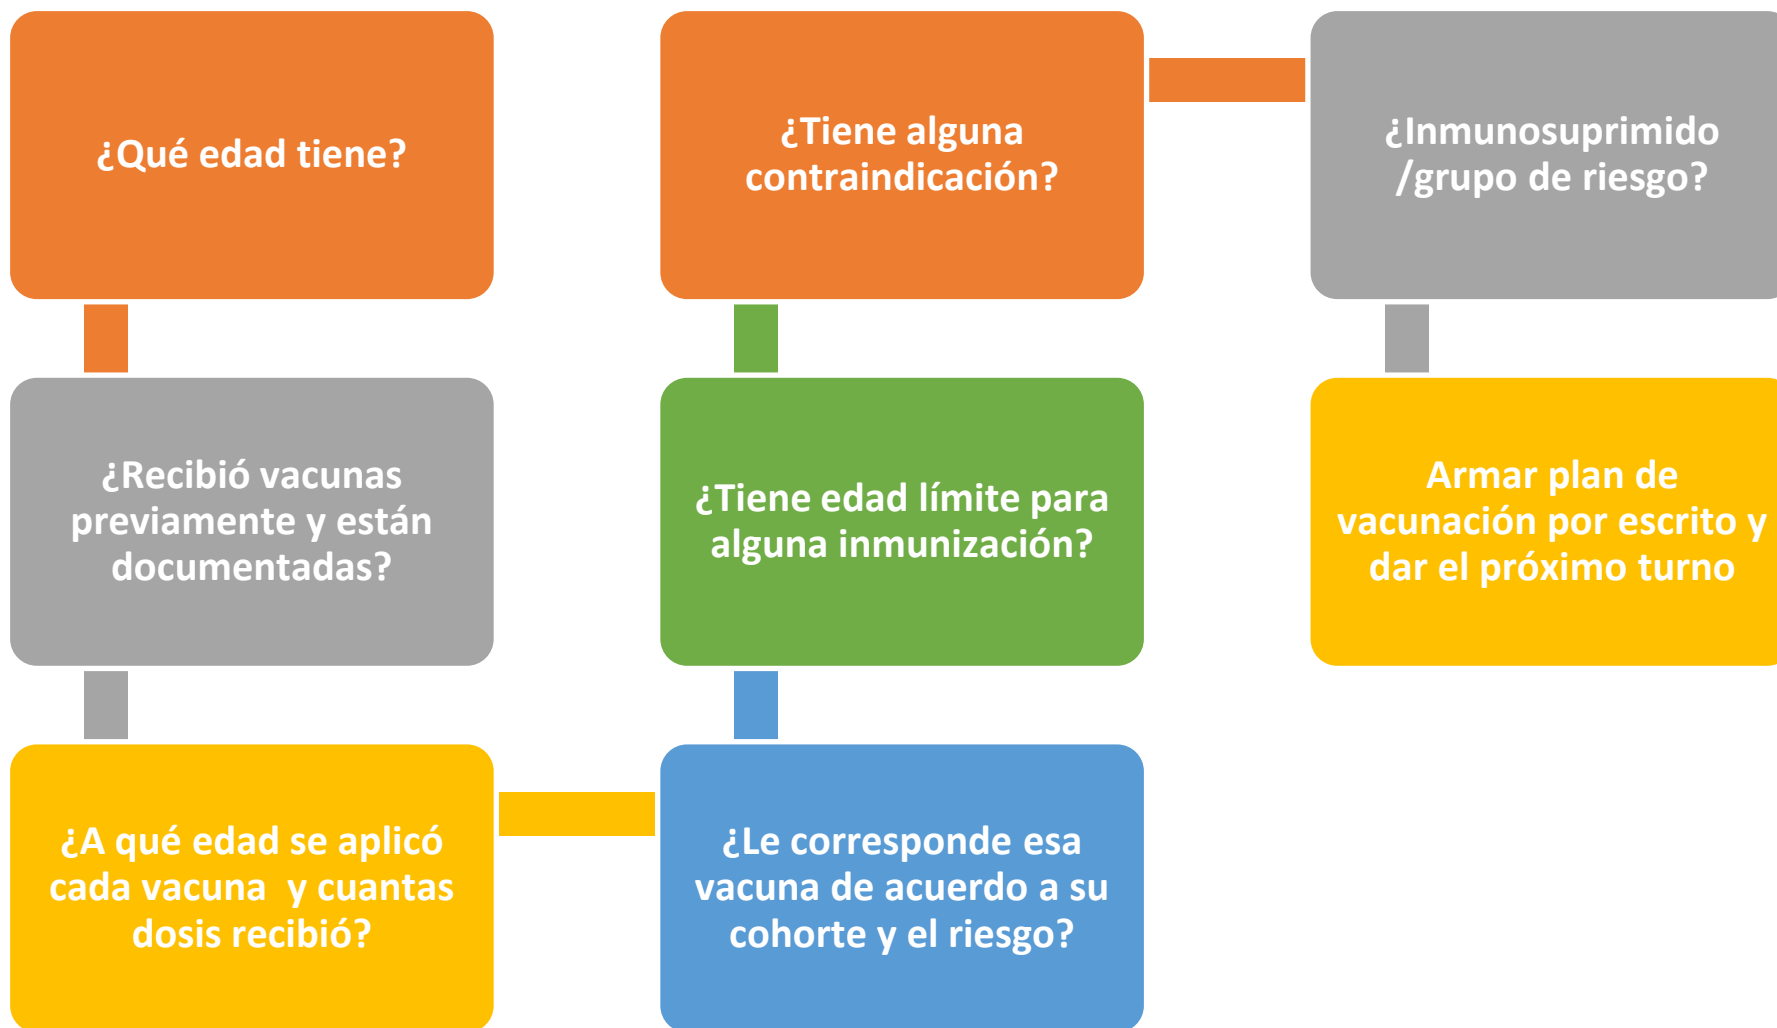 ¿Qué edad tiene?
¿Recibió vacunas
previamente y están
documentadas?
¿A qué edad se aplicó
cada vacuna  y cuantas
dosis recibió?
¿Le corresponde esa
vacuna de acuerdo a su
cohorte y el riesgo?
¿Tiene edad límite para
alguna inmunización?
¿Tiene alguna
contraindicación?
¿Inmunosuprimido
/grupo de riesgo?
Armar plan de
vacunación por escrito y
dar el próximo turno